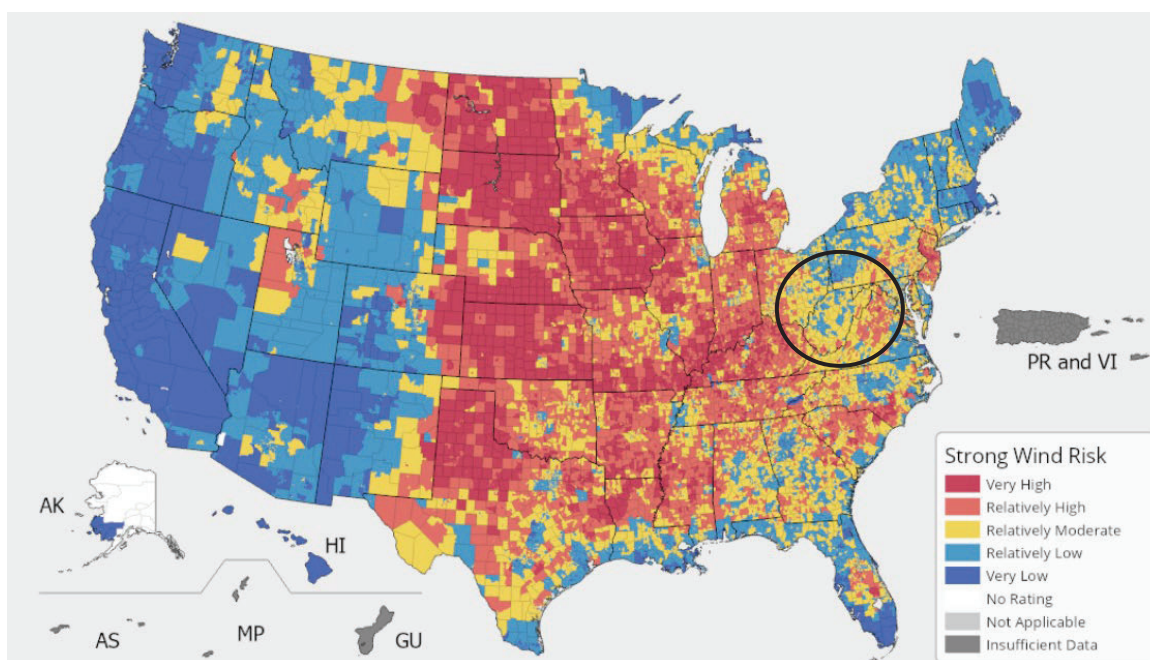 PR and VI
AK
HI
AS
MP
GU
Strong Wind Risk
Very High
Relatively High
Relatively Moderate
Relatively Low
Very Low
No Rating
Not Applicable
Insufficient Data